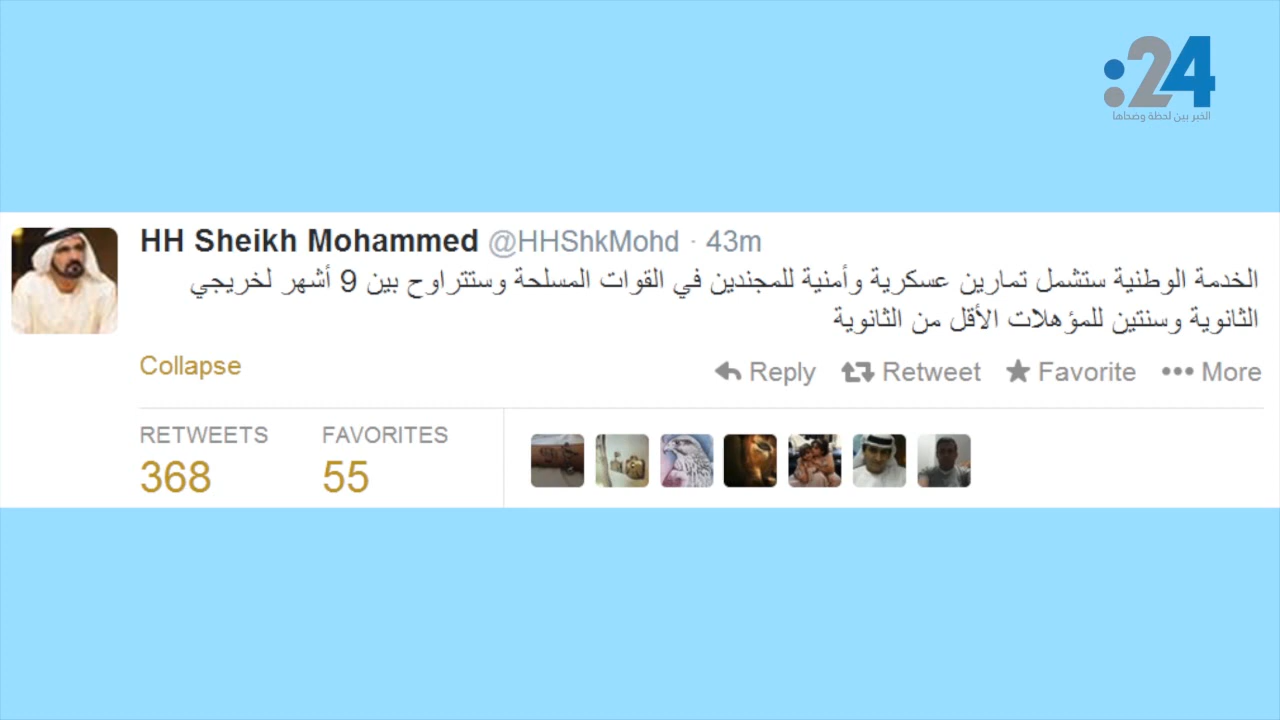 :24
الخبر بين لحظة وضحاها
HH Sheikh Mohammed @HHShkMohd · 43m
الخدمة الوطنية ستشمل تمارين عسكرية وأمنية للمجندين في القوات المسلحة وستتراوح بين 9 أشهر لخريجي
الثانوية وسنتين للمؤهلات الأقل من الثانوية
Collapse Reply Retweet Favorite More
RETWEETS FAVORITES
368 55